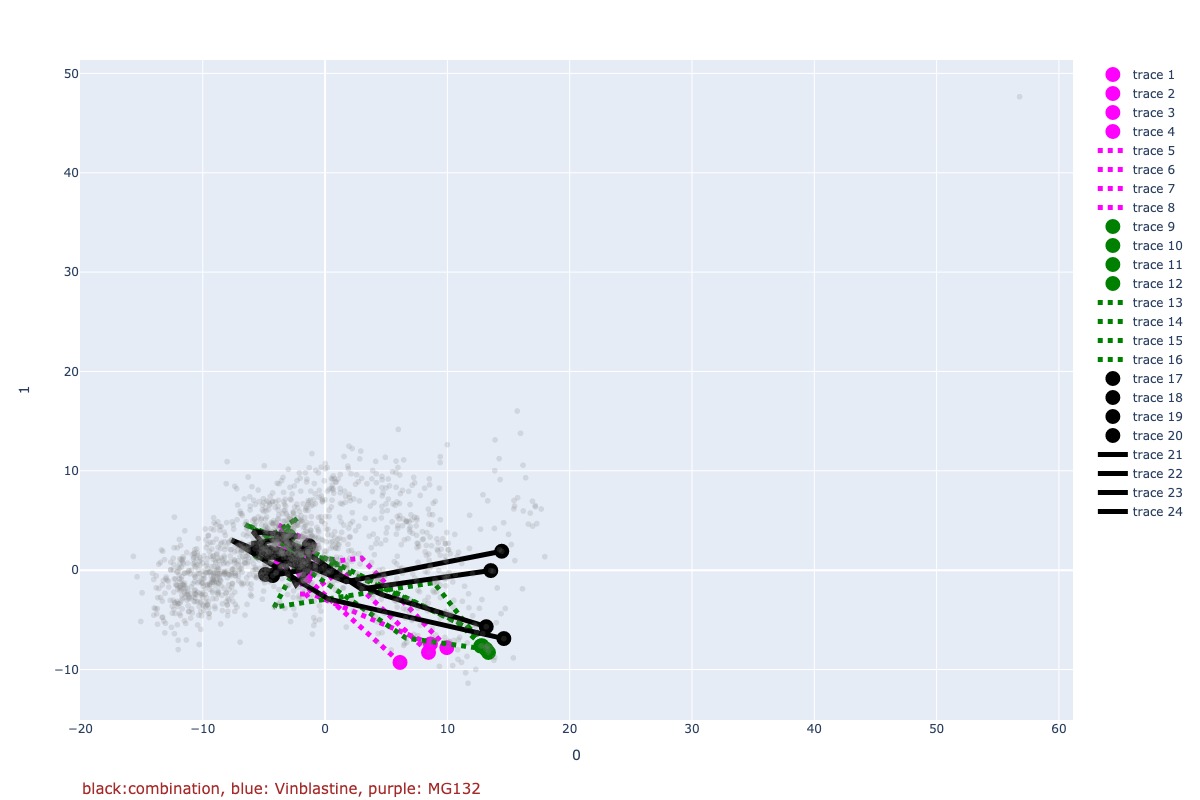 50
40
30
20
10
0
−10
−20
−10
0
10
20
30
40
50
60
0
1
trace 1
trace 2
trace 3
trace 4
trace 5
trace 6
trace 7
trace 8
trace 9
trace 10
trace 11
trace 12
trace 13
trace 14
trace 15
trace 16
trace 17
trace 18
trace 19
trace 20
trace 21
trace 22
trace 23
trace 24
black:combination, blue: Vinblastine, purple: MG132